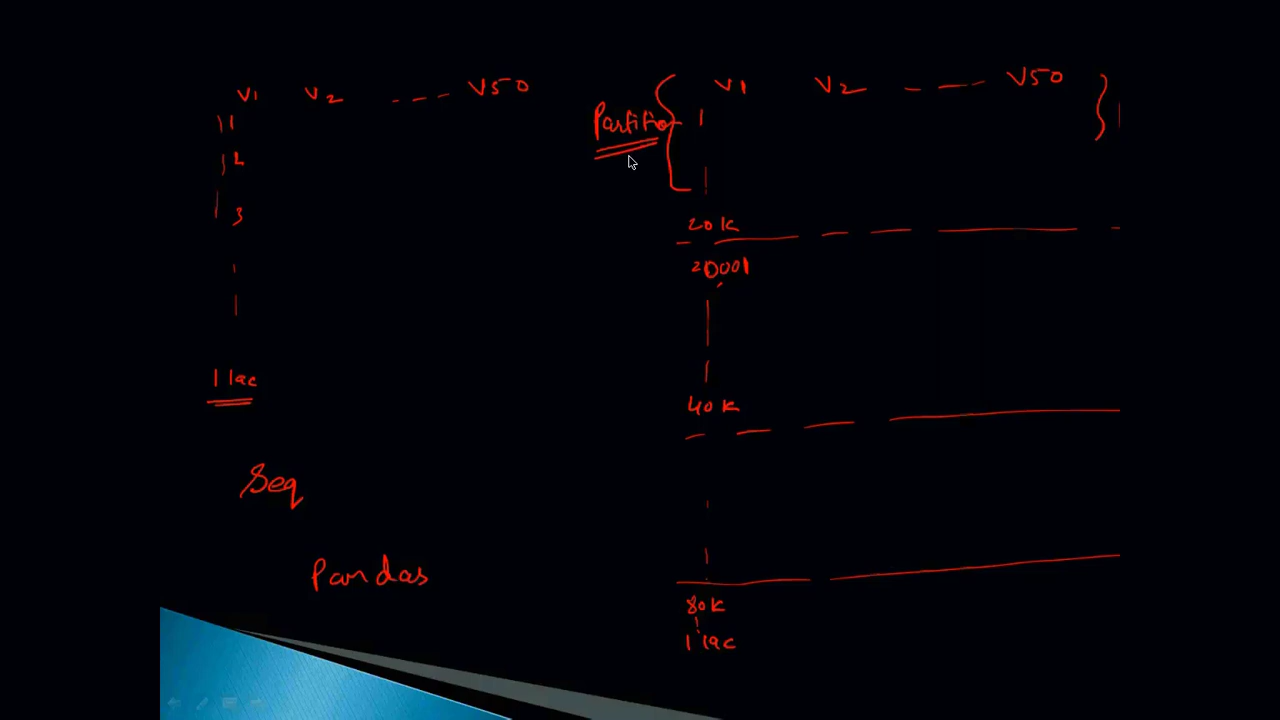 V1 V2 ---- V50
1
2
3
1 lac
Seq
Pandas
Partitio
V1 V2 ---- V50
1
20K
20001
40K
80K
1 lac